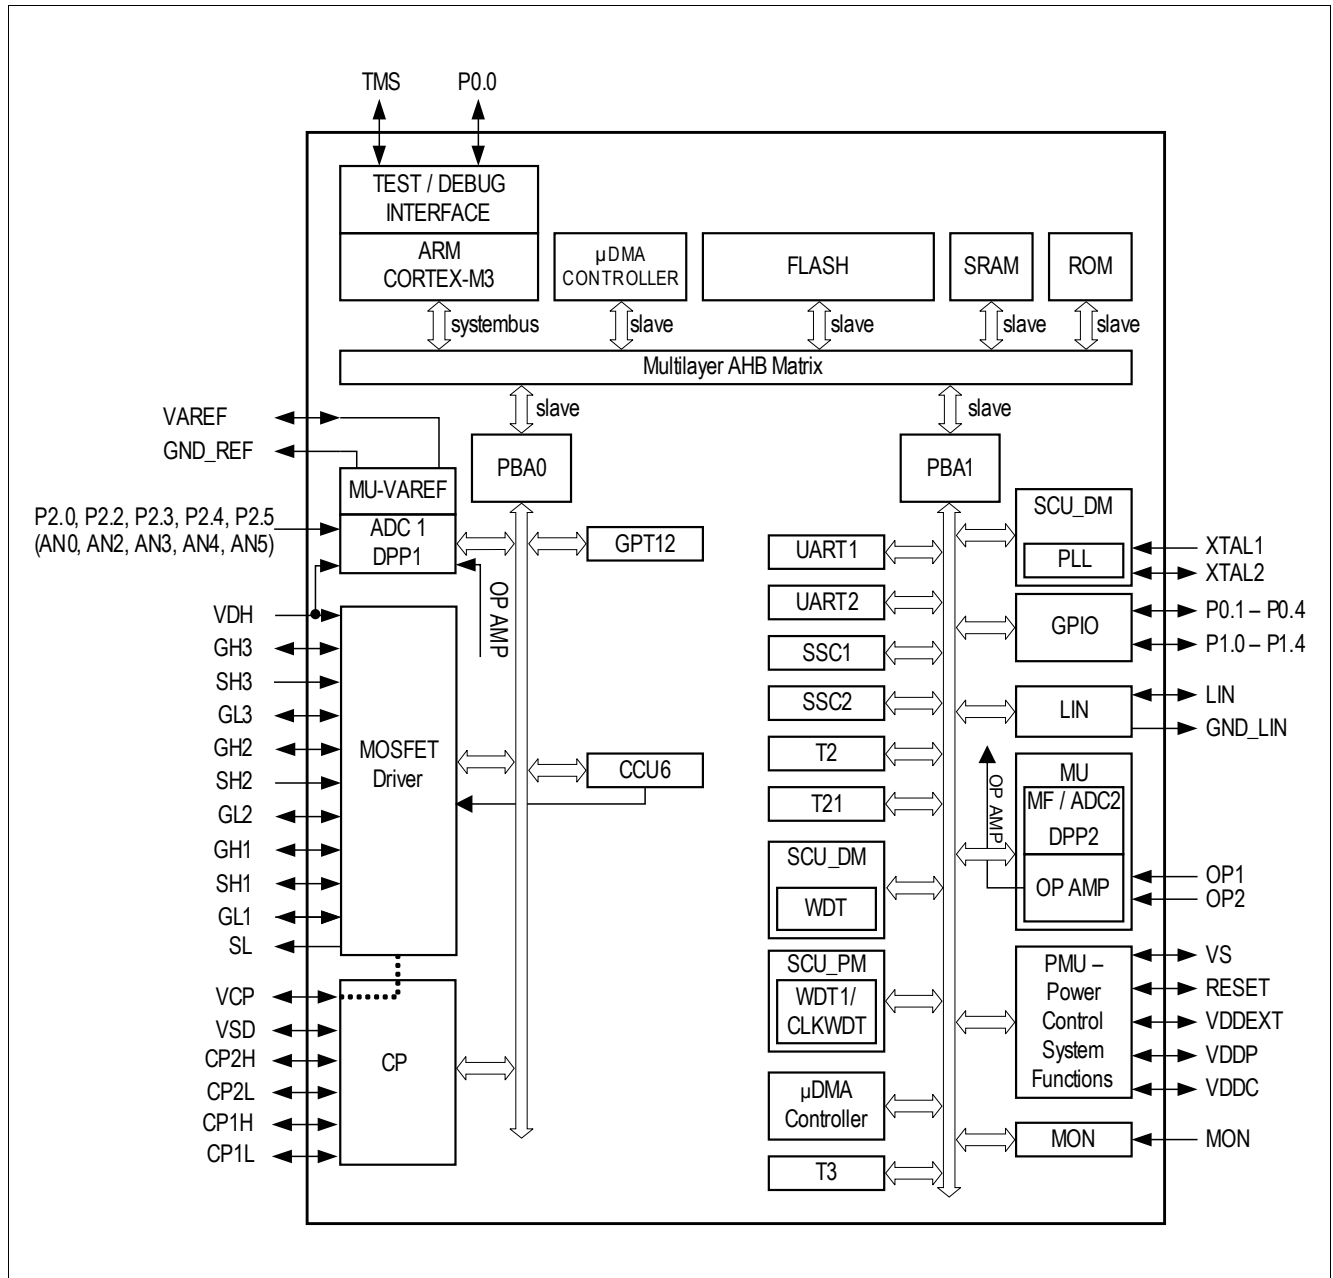 TMS
P0.0
TEST / DEBUG
INTERFACE
ARM
CORTEX-M3
µDMA
CONTROLLER
FLASH
SRAM
ROM
systembus
slave
slave
slave
slave
Multilayer AHB Matrix
slave
slave
PBA0
PBA1
VAREF
GND_REF
MU-VAREF
P2.0, P2.2, P2.3, P2.4, P2.5
(AN0, AN2, AN3, AN4, AN5)
ADC 1
DPP1
GPT12
OP AMP
VDH
GH3
SH3
GL3
GH2
SH2
GL2
GH1
SH1
GL1
SL
MOSFET
Driver
CCU6
VCP
VSD
CP2H
CP2L
CP1H
CP1L
CP
UART1
UART2
SSC1
SSC2
T2
T21
SCU_DM
WDT
SCU_PM
WDT1/
CLKWDT
µDMA
Controller
T3
SCU_DM
PLL
XTAL1
XTAL2
GPIO
P0.1 – P0.4
P1.0 – P1.4
LIN
LIN
GND_LIN
OP AMP
MU
MF / ADC2
DPP2
OP AMP
OP1
OP2
PMU –
Power
Control
System
Functions
VS
RESET
VDDEXT
VDDP
VDDC
MON
MON